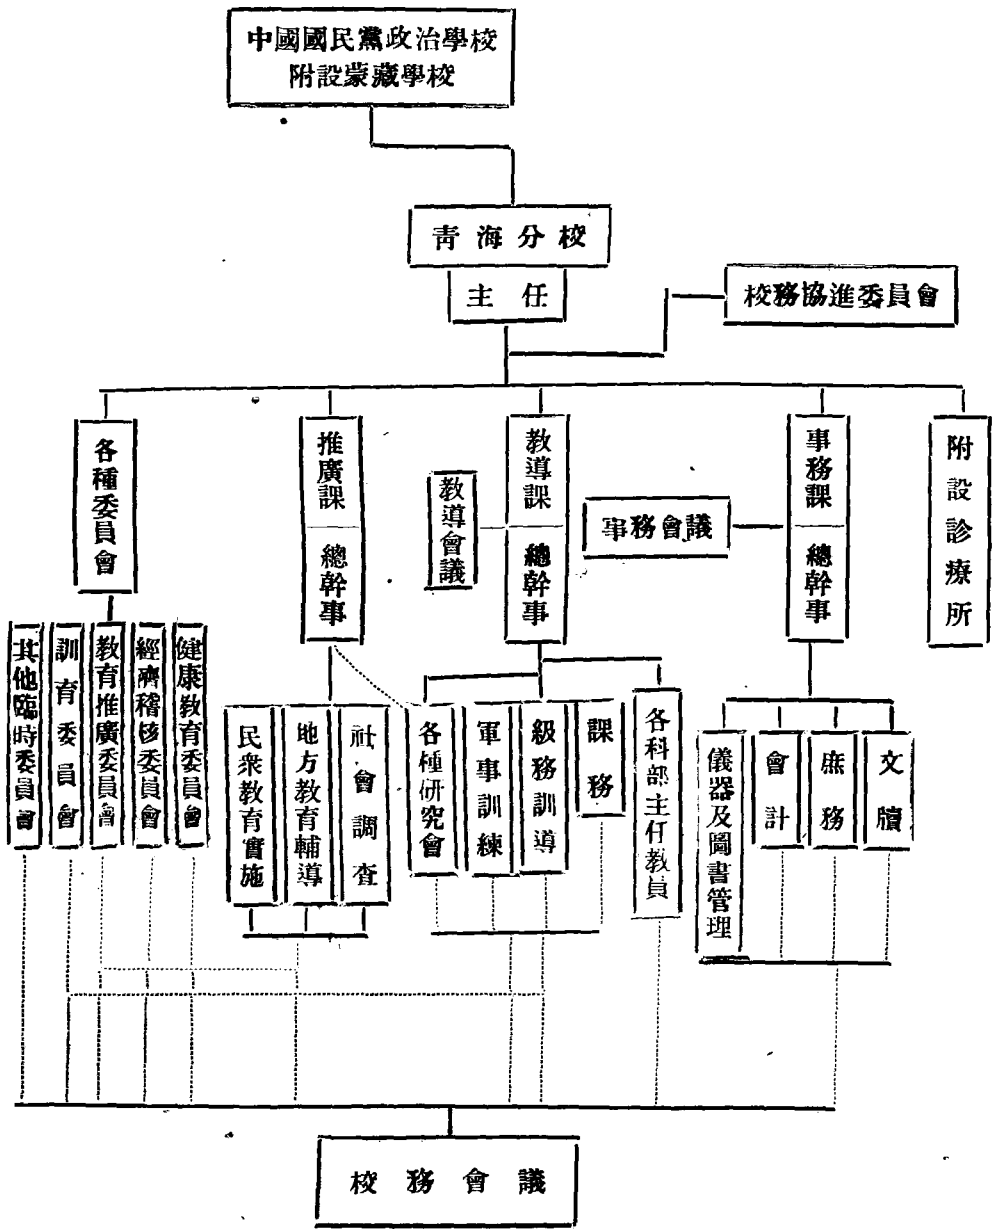 中國國民黨政治學校
附設蒙藏學校
青海分校
主任
校務協進委員會
附設診療所
事務課
總幹事
事務會議
教導課
總幹事
教導會議
推廣課
總幹事
各種委員會
文牘
庶務
會計
儀器及圖書管理
各科部主任教員
課務
級務訓導
軍事訓練
各種研究會
社會調查
地方教育輔導
民衆教育實施
健康教育委員會
經濟稽核委員會
教育推廣委員會
訓育委員會
其他臨時委員會
校務會議